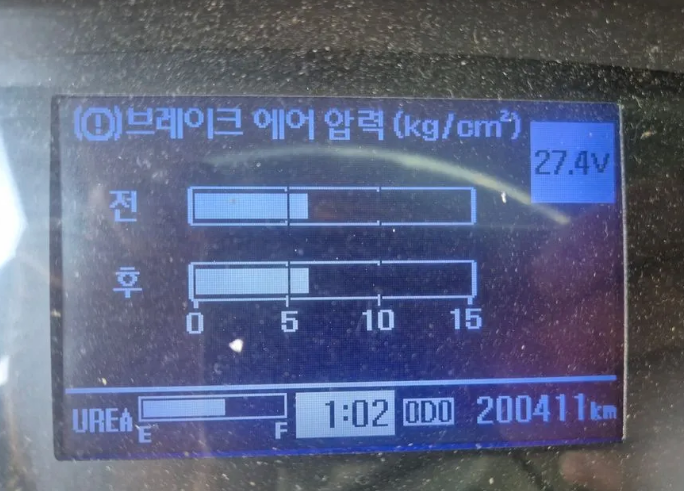 (!)브레이크 에어 압력 (kg/cm²)
27.4V
전
후
0 5 10 15
UREA E F 1:02 ODO 200411km